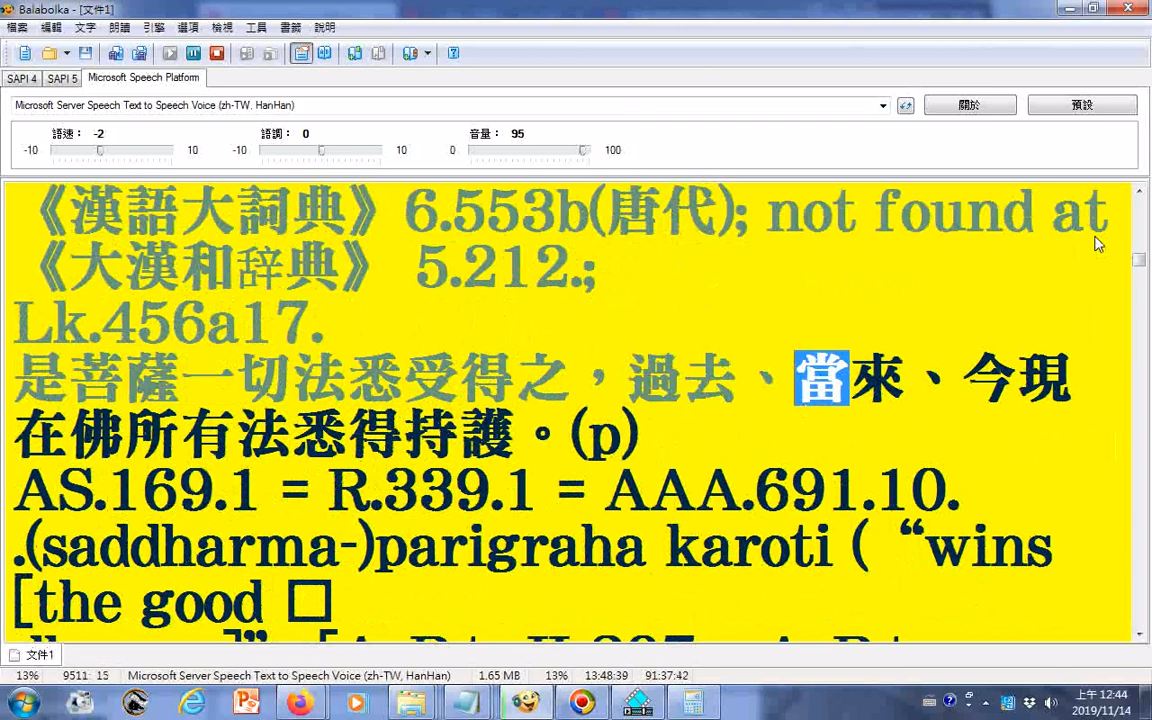 Balabolka - [文件1]
檔案 編輯 文字 朗讀 引擎 選項 檢視 工具 書籤 說明
SAPI 4 SAPI 5 Microsoft Speech Platform
Microsoft Server Speech Text to Speech Voice (zh-TW, HanHan) 關於 預設
語速： -2 語調： 0 音量： 95
-10 10 -10 10 0 100
《漢語大詞典》 6.553b(唐代); not found at
《大漢和辞典》 5.212.;
Lk.456a17.
是菩薩一切法悉受得之，過去、當來、今現
在佛所有法悉得持護。(p)
AS.169.1 = R.339.1 = AAA.691.10.
.(saddharma-)parigraha karoti ( “wins
[the good □
文件1
13% 9511: 15 Microsoft Server Speech Text to Speech Voice (zh-TW, HanHan) 1.65 MB 13% 13:48:39 91:37:42
上午 12:44
2019/11/14